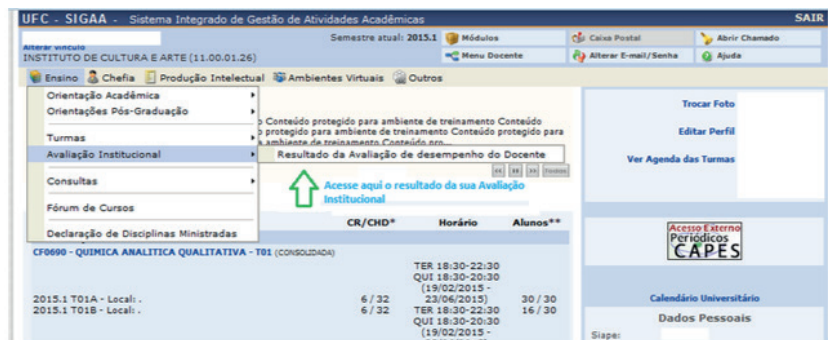 UFC - SIGAA - Sistema Integrado de Gestão de Atividades Acadêmicas
SAIR
Semestre atual: 2015.1
Módulos
Caixa Postal
Abrir Chamado
Alterar vínculo
INSTITUTO DE CULTURA E ARTE (11.00.01.26)
Menu Docente
Alterar E-mail/Senha
Ajuda
Ensino Chefia Produção Intelectual Ambientes Virtuais Outros
Orientação Acadêmica
Orientações Pós-Graduação
Turmas
Avaliação Institucional
Consultas
Fórum de Cursos
Declaração de Disciplinas Ministradas
Conteúdo protegido para ambiente de treinamento Conteúdo
protegido para ambiente de treinamento Conteúdo protegido para
ambiente de treinamento Conteúdo pro...
Resultado da Avaliação de desempenho do Docente
Acesse aqui o resultado da sua Avaliação
Institucional
Trocar Foto
Editar Perfil
Ver Agenda das Turmas
CR/CHD* Horário Alunos**
CF0690 - QUIMICA ANALITICA QUALITATIVA - T01 (CONSOLIDADA)
TER 18:30-22:30
QUI 18:30-20:30
(19/02/2015 -
2015.1 T01A - Local: . 6 / 32 23/06/2015) 30 / 30
2015.1 T01B - Local: . 6 / 32 TER 18:30-22:30 16 / 30
QUI 18:30-20:30
(19/02/2015 -
Acesso Externo
Periódicos
CAPES
Calendário Universitário
Dados Pessoais
Siape: